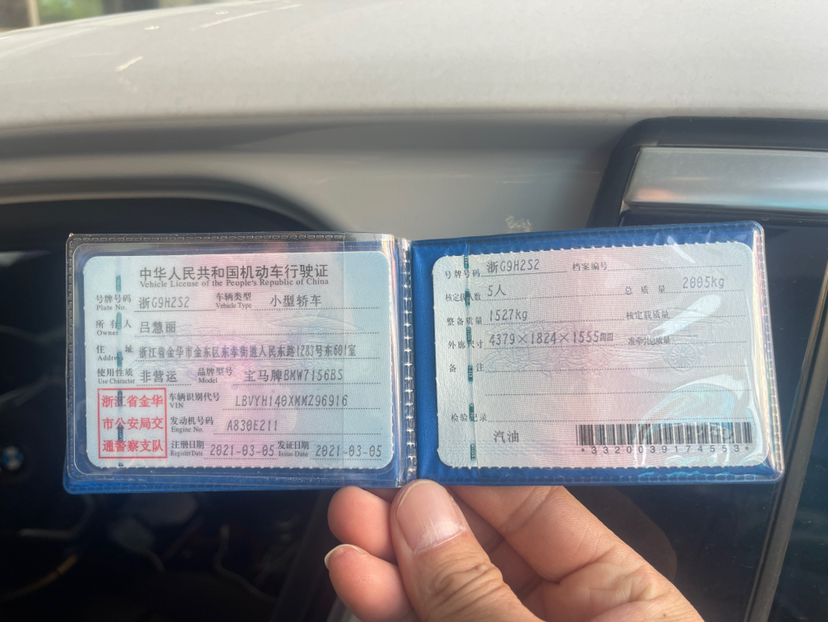 中华人民共和国机动车行驶证
Vehicle License of the People's Republic of China
号牌号码 Plate No. 浙G9H2S2 车辆类型 Vehicle Type 小型轿车
所有人 Owner 吕慧丽
住址 Address 浙江省金华市金东区东孝街道人民东路1283号东601室
使用性质 Use Character 非营运 品牌型号 Model 宝马牌BMW7156BS
浙江省金华
市公安局交
通警察支队
车辆识别代号 VIN LBVYH140XMMZ96916
发动机号码 Engine No. A830E211
注册日期 Register Date 2021-03-05 发证日期 Issue Date 2021-03-05
号牌号码 浙G9H2S2 档案编号
核定载人数 5人 总质量 2005kg
整备质量 1527kg 核定载质量
外廓尺寸 4379×1824×1555mm 准牵引总质量
备注
检验记录
汽油
*3320039174553*